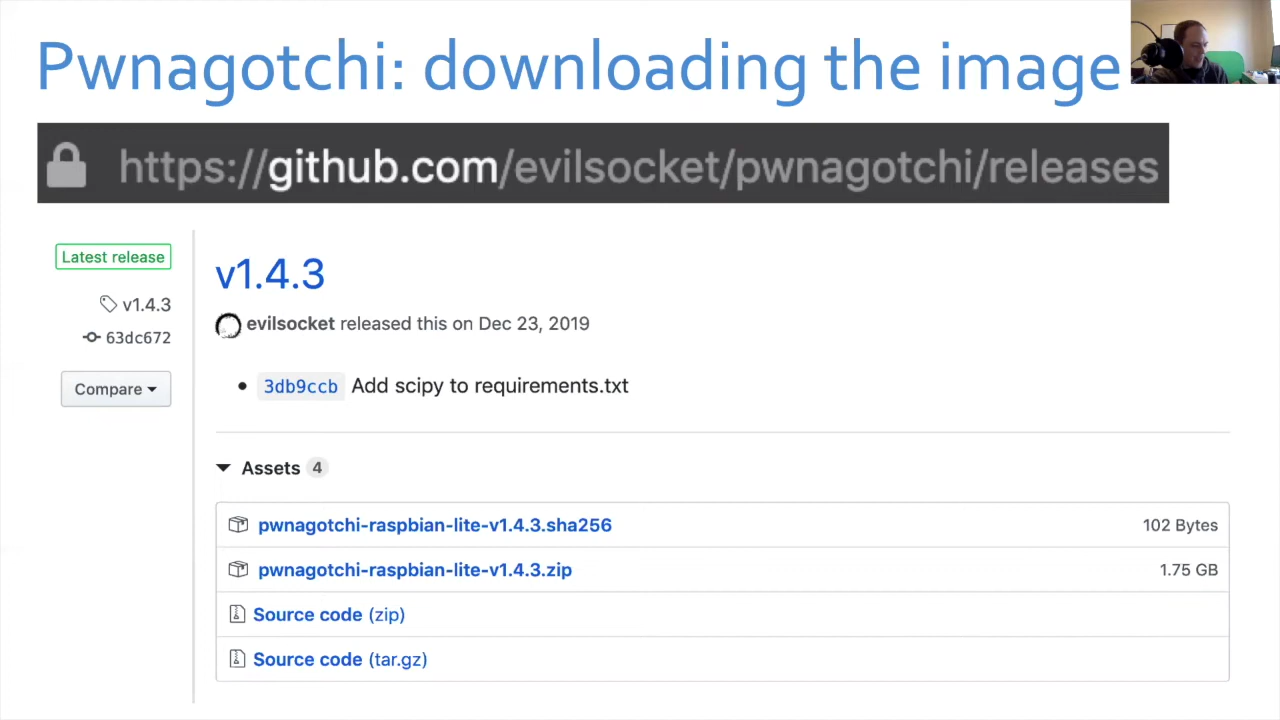 Pwnagotchi: downloading the image
https://github.com/evilsocket/pwnagotchi/releases
Latest release
v1.4.3
63dc672
Compare
v1.4.3
evilsocket released this on Dec 23, 2019
3db9ccb Add scipy to requirements.txt
Assets 4
pwnagotchi-raspbian-lite-v1.4.3.sha256 102 Bytes
pwnagotchi-raspbian-lite-v1.4.3.zip 1.75 GB
Source code (zip)
Source code (tar.gz)